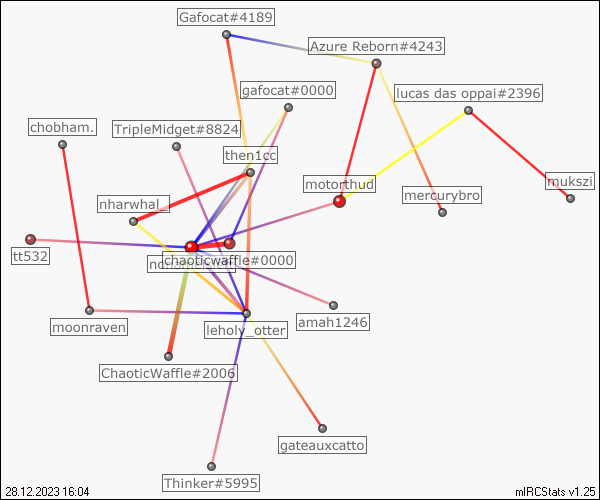 Gafocat#4189
Azure Reborn#4243
gafocat#0000
lucas das oppai#2396
chobham.
TripleMidget#8824
then1cc
motorthud
mukszi
mercurybro
nharwhal_
tt532
chaoticwaffle#0000
moonraven
leholy_otter
amah1246
ChaoticWaffle#2006
gateauxcatto
Thinker#5995
28.12.2023 16:04
mIRCStats v1.25